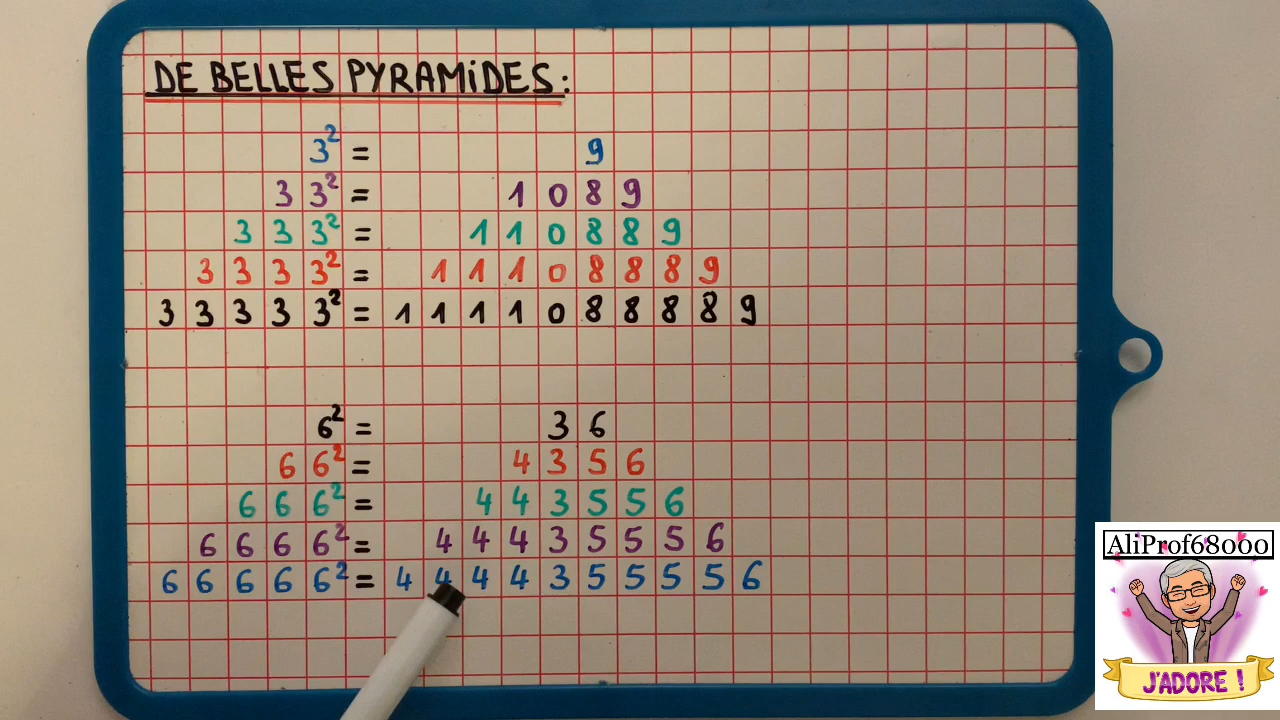 DE BELLES PYRAMIDES:
3² = 9
33² = 1089
333² = 110889
3333² = 11108889
33333² = 1111088889
6² = 36
66² = 4356
666² = 443556
6666² = 44435556
66666² = 4444355556
AliProf68000
J'ADORE !